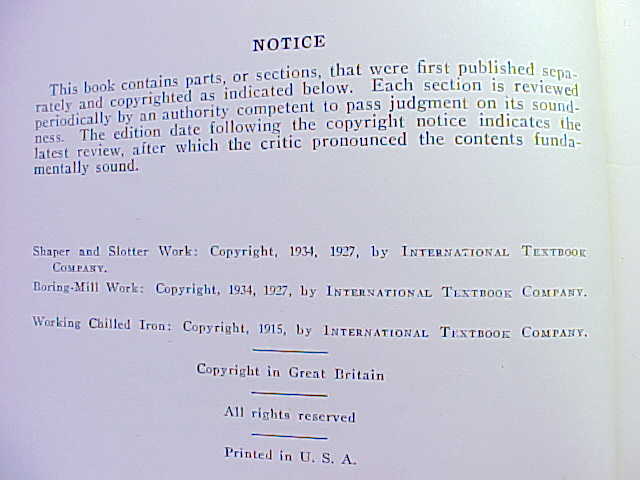 NOTICE
This book contains parts, or sections, that were first published sepa-
rately and copyrighted as indicated below. Each section is reviewed
periodically by an authority competent to pass judgment on its sound-
ness. The edition date following the copyright notice indicates the
latest review, after which the critic pronounced the contents funda-
mentally sound.
Shaper and Slotter Work: Copyright, 1934, 1927, by INTERNATIONAL TEXTBOOK
COMPANY.
Boring-Mill Work: Copyright, 1934, 1927, by INTERNATIONAL TEXTBOOK COMPANY.
Working Chilled Iron: Copyright, 1915, by INTERNATIONAL TEXTBOOK COMPANY.
Copyright in Great Britain
All rights reserved
Printed in U. S. A.